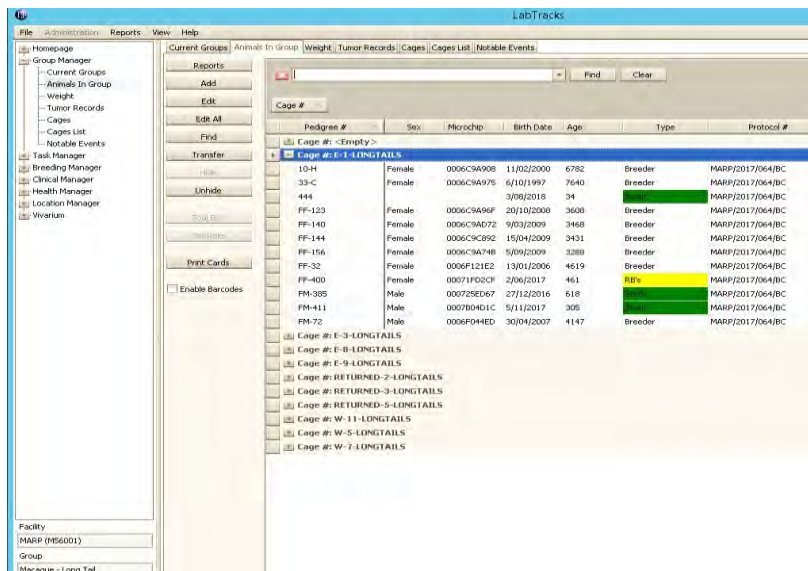 LabTracks
File Administration Reports View Help
Homepage
Group Manager
Current Groups
Animals In Group
Weight
Tumor Records
Cages
Cages List
Notable Events
Task Manager
Breeding Manager
Clinical Manager
Health Manager
Location Manager
Vivarium
Facility
MARP (M56001)
Group
Macaque - Long Tail
Current Groups Animals In Group Weight Tumor Records Cages Cages List Notable Events
Reports
Add
Edit
Edit All
Find
Transfer
Hide
Unhide
Print Cards
Enable Barcodes
Find Clear
Cage #
Pedigree # Sex Microchip Birth Date Age Type Protocol #
Cage #: <Empty>
Cage #: E-1-LONGTAILS
10-H Female 0006C9A908 11/02/2000 6782 Breeder MARP/2017/064/BC
33-C Female 0006C9A975 6/10/1997 7640 Breeder MARP/2017/064/BC
444 3/08/2018 34 MARP/2017/064/BC
FF-123 Female 0006C9A96F 20/10/2008 3608 Breeder MARP/2017/064/BC
FF-140 Female 0006C9AD72 9/03/2009 3468 Breeder MARP/2017/064/BC
FF-144 Female 0006C9C892 15/04/2009 3431 Breeder MARP/2017/064/BC
FF-156 Female 0006C9A74B 5/09/2009 3288 Breeder MARP/2017/064/BC
FF-32 Female 0006F121E2 13/01/2006 4619 Breeder MARP/2017/064/BC
FF-400 Female 00071FD2CF 2/06/2017 461 RB's MARP/2017/064/BC
FM-385 Male 000725ED67 27/12/2016 618 MARP/2017/064/BC
FM-411 Male 0007B04D1C 5/11/2017 305 MARP/2017/064/BC
FM-72 Male 0006F044ED 30/04/2007 4147 Breeder MARP/2017/064/BC
Cage #: E-3-LONGTAILS
Cage #: E-8-LONGTAILS
Cage #: E-9-LONGTAILS
Cage #: RETURNED-2-LONGTAILS
Cage #: RETURNED-3-LONGTAILS
Cage #: RETURNED-5-LONGTAILS
Cage #: W-11-LONGTAILS
Cage #: W-5-LONGTAILS
Cage #: W-7-LONGTAILS